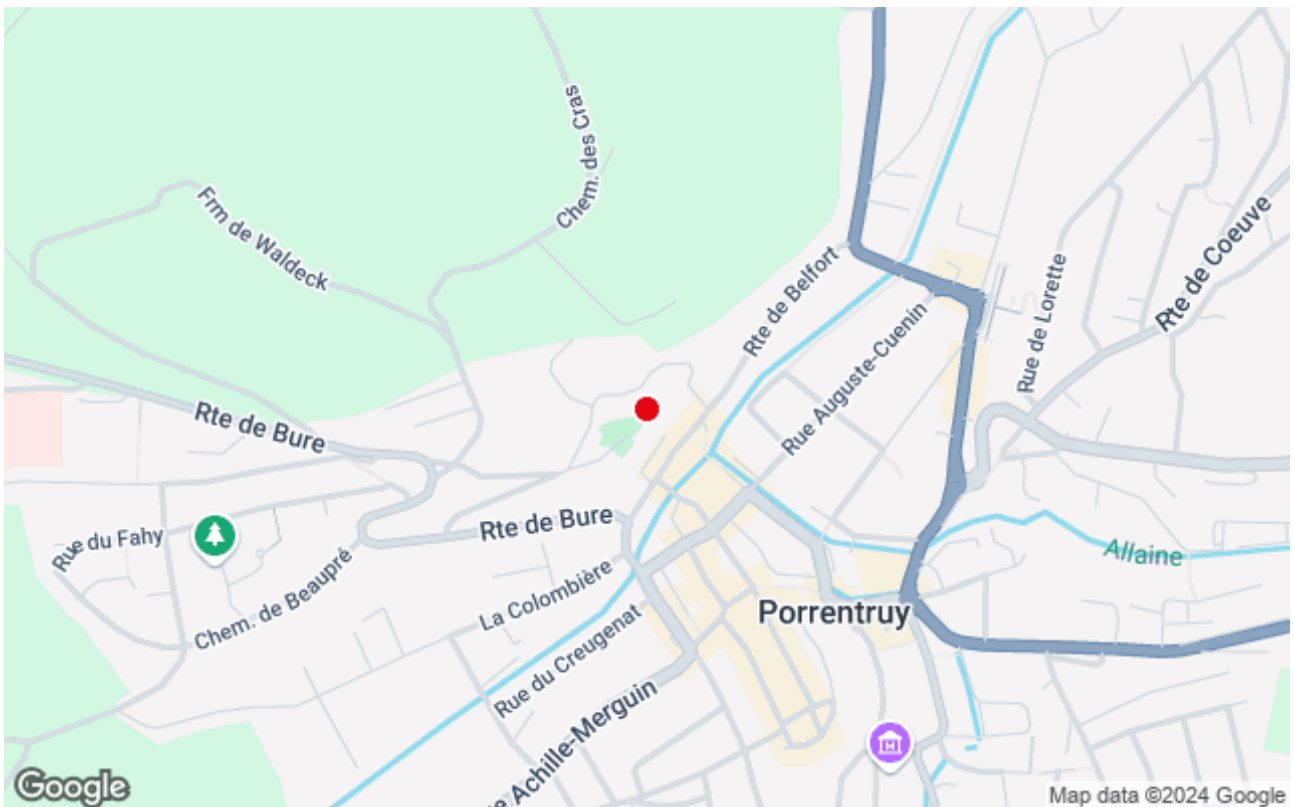 Chem. des Cras
Frm de Waldeck
Rte de Belfort
Rte de Coeuve
Rue de Lorette
Rue Auguste-Cuenin
Rte de Bure
Rte de Bure
Rue du Fahy
Allaine
Chem. de Beaupré
La Colombière
Porrentruy
Rue du Creugenat
Achille-Merguin
H
Google
Map data ©2024 Google